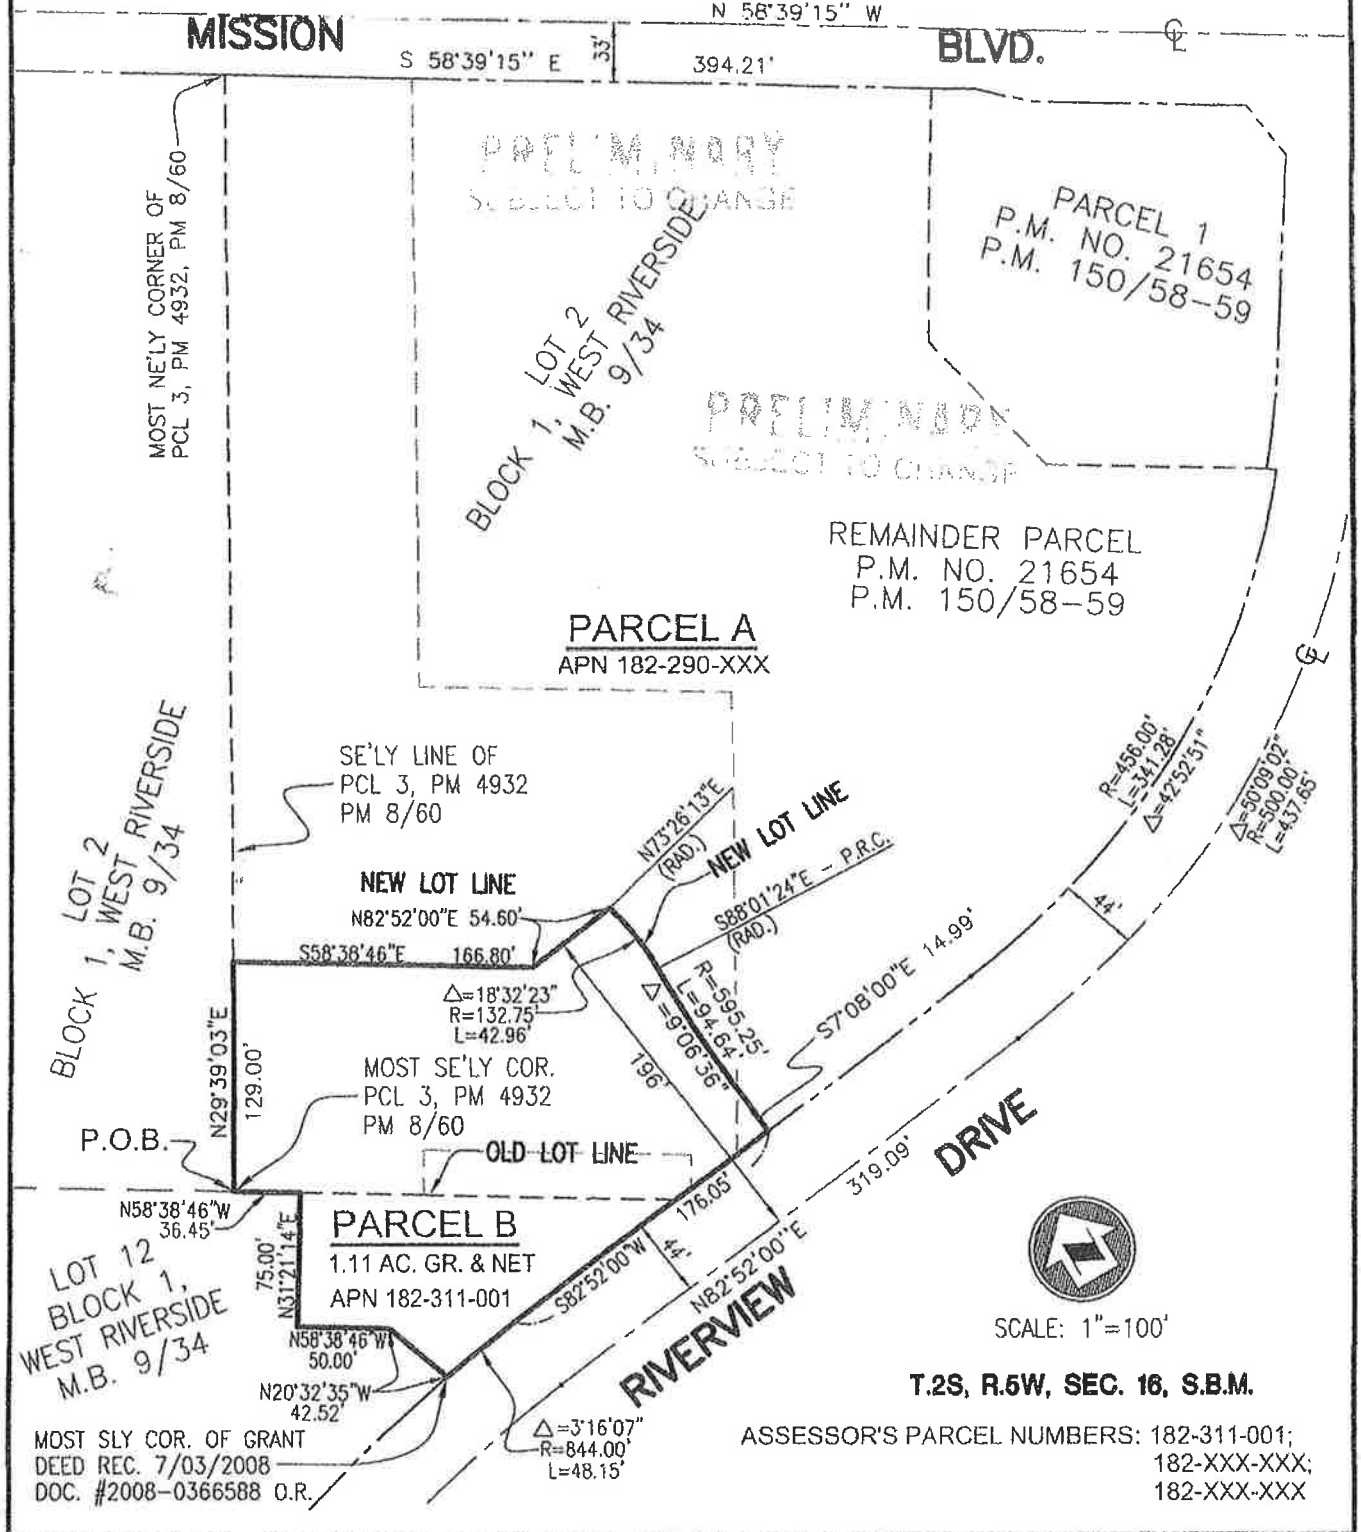 N 58°39'15" W
MISSION
BLVD.
℄
S 58°39'15" E
33'
394.21'
MOST NE'LY CORNER OF
PCL 3, PM 4932, PM 8/60
PRELIMINARY
SUBJECT TO CHANGE
PARCEL 1
P.M. NO. 21654
P.M. 150/58-59
LOT 2
BLOCK 1, WEST RIVERSIDE
M.B. 9/34
PRELIMINARY
SUBJECT TO CHANGE
REMAINDER PARCEL
P.M. NO. 21654
P.M. 150/58-59
PARCEL A
APN 182-290-XXX
℄
LOT 2
BLOCK 1, WEST RIVERSIDE
M.B. 9/34
SE'LY LINE OF
PCL 3, PM 4932
PM 8/60
R=456.00'
L=341.28'
Δ=42°52'51"
Δ=50°09'02"
R=500.00'
L=437.65'
N73°26'13"E
(RAD.)
NEW LOT LINE
NEW LOT LINE
N82°52'00"E 54.60'
S88°01'24"E - P.R.C.
(RAD.)
44'
S58°38'46"E 166.80'
Δ=18°32'23"
R=132.75'
L=42.96'
R=595.25'
L=94.64'
Δ=9°06'36"
S7°08'00"E 14.99'
N29°39'03"E
129.00'
196'
MOST SE'LY COR.
PCL 3, PM 4932
PM 8/60
P.O.B.
OLD LOT LINE
319.09'
DRIVE
N58°38'46"W
36.45'
PARCEL B
1.11 AC. GR. & NET
APN 182-311-001
75.00'
N31°21'14"E
176.05'
S82°52'00"W
44'
N82°52'00"E
RIVERVIEW
LOT 12
BLOCK 1,
WEST RIVERSIDE
M.B. 9/34
N58°38'46"W
50.00'
N20°32'35"W
42.52'
SCALE: 1"=100'
T.2S, R.5W, SEC. 16, S.B.M.
MOST SLY COR. OF GRANT
DEED REC. 7/03/2008
DOC. #2008-0366588 O.R.
Δ=3°16'07"
R=844.00'
L=48.15'
ASSESSOR'S PARCEL NUMBERS: 182-311-001;
182-XXX-XXX;
182-XXX-XXX